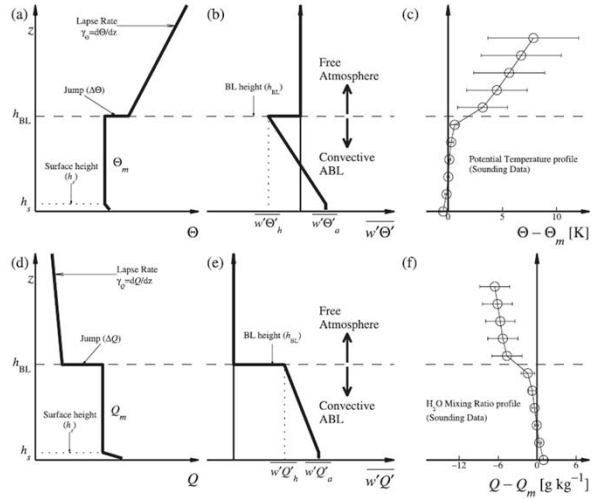 (a)
z
Lapse Rate
γ_Θ=dΘ/dz
Jump (ΔΘ)
h_BL
Surface height
(h_s)
Θ_m
h_s
Θ
(b)
Free
Atmosphere
BL height (h_BL)
Convective
ABL
w'Θ'_h
w'Θ'_a
w'Θ'
(c)
Potential Temperature profile
(Sounding Data)
0
5
10
Θ − Θ_m [K]
(d)
z
Lapse Rate
γ_Q=dQ/dz
Jump (ΔQ)
h_BL
Surface height
(h_s)
Q_m
h_s
Q
(e)
Free
Atmosphere
BL height (h_BL)
Convective
ABL
w'Q'_h
w'Q'_a
w'Q'
(f)
H₂O Mixing Ratio profile
(Sounding Data)
−12
−6
0
6
Q − Q_m [g kg⁻¹]